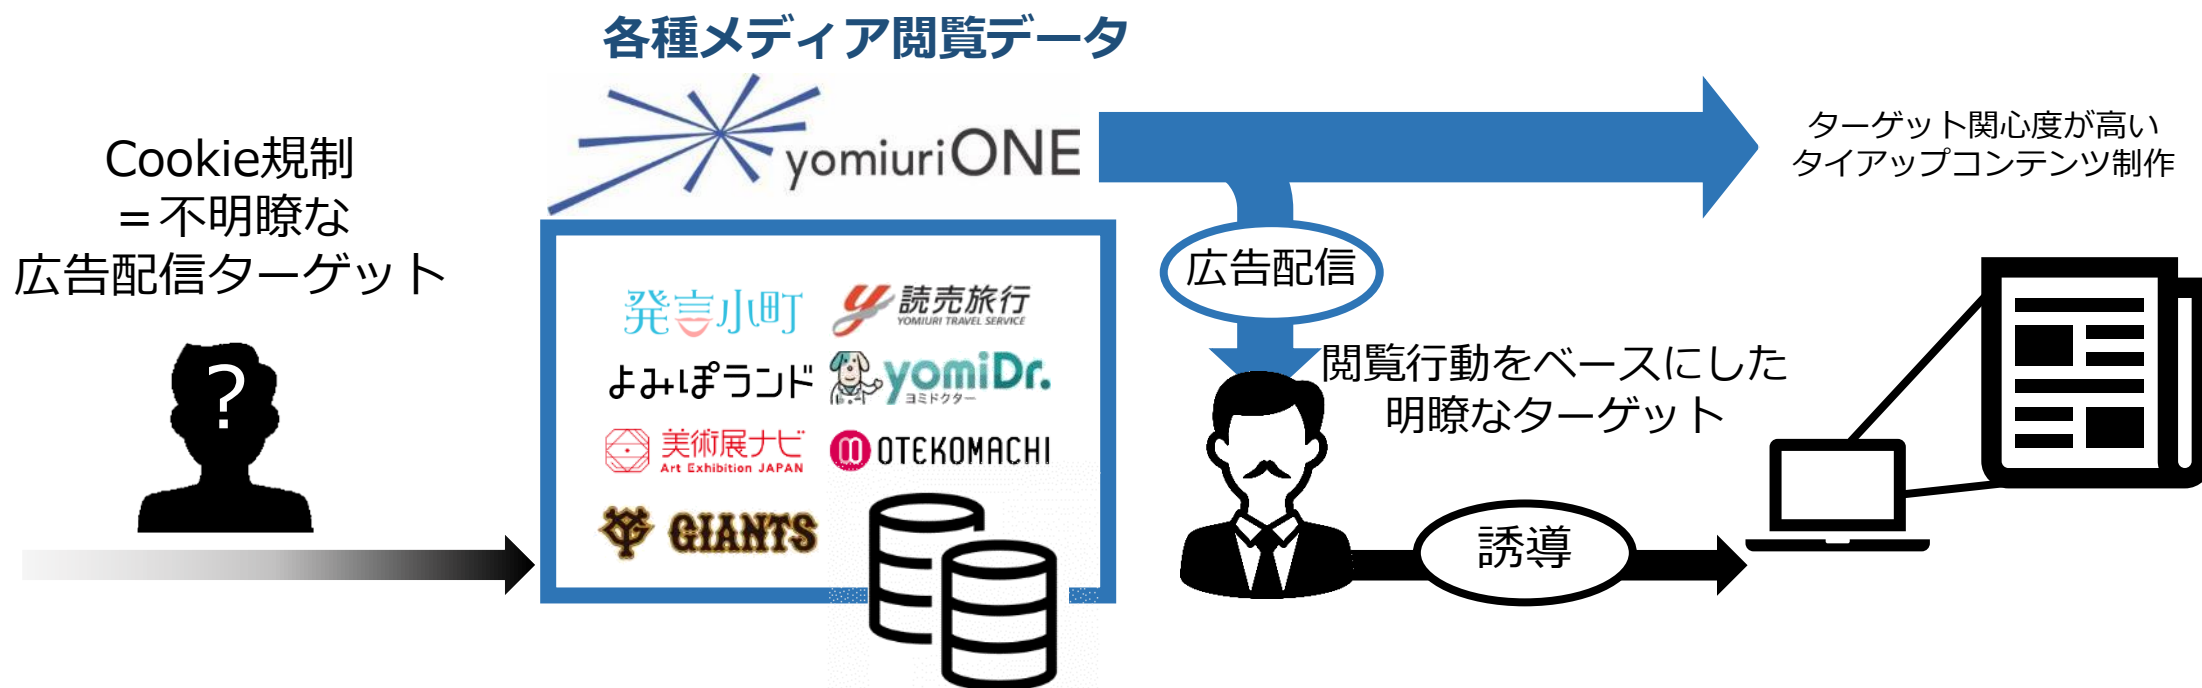 各種メディア閲覧データ
yomiuriONE
Cookie規制
＝不明瞭な
広告配信ターゲット
?
発言小町
読売旅行
YOMIURI TRAVEL SERVICE
よみぽランド
yomiDr.
ヨミドクター
美術展ナビ
Art Exhibition JAPAN
OTEKOMACHI
GIANTS
ターゲット関心度が高い
タイアップコンテンツ制作
広告配信
閲覧行動をベースにした
明瞭なターゲット
誘導